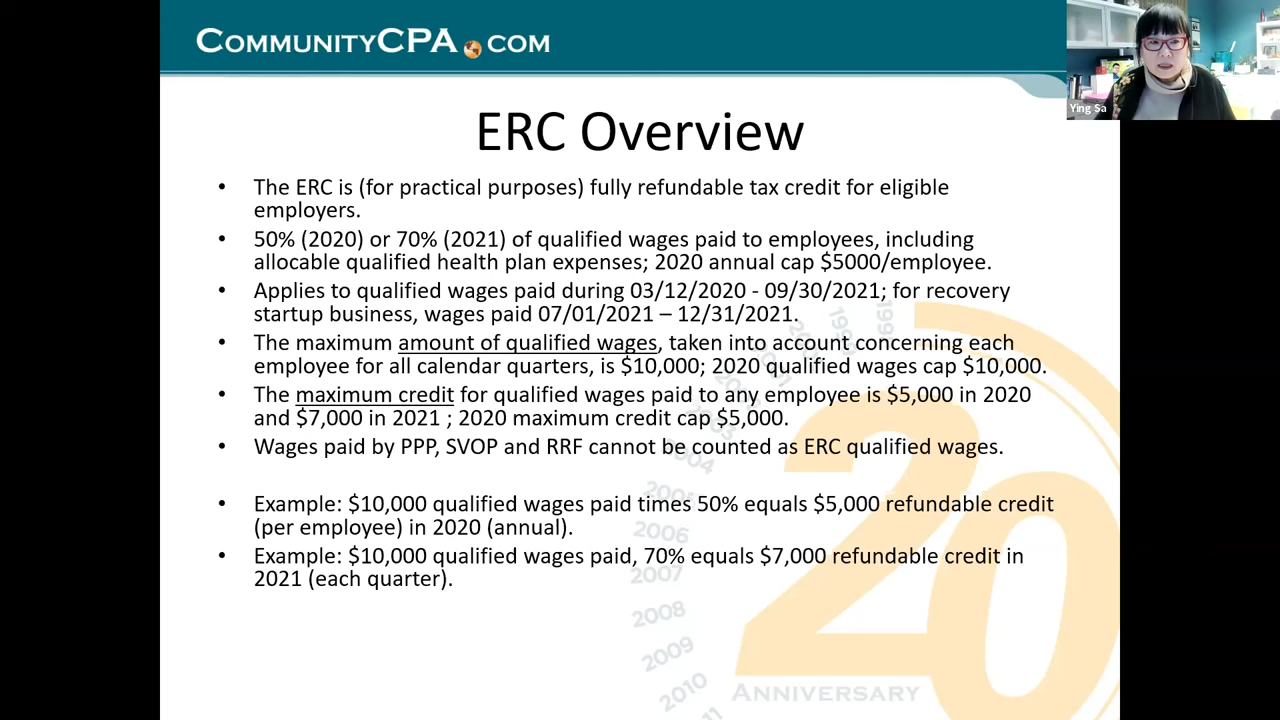 COMMUNITYCPA.COM
Ying Sa
ERC Overview
• The ERC is (for practical purposes) fully refundable tax credit for eligible
employers.
• 50% (2020) or 70% (2021) of qualified wages paid to employees, including
allocable qualified health plan expenses; 2020 annual cap $5000/employee.
• Applies to qualified wages paid during 03/12/2020 - 09/30/2021; for recovery
startup business, wages paid 07/01/2021 – 12/31/2021.
• The maximum amount of qualified wages, taken into account concerning each
employee for all calendar quarters, is $10,000; 2020 qualified wages cap $10,000.
• The maximum credit for qualified wages paid to any employee is $5,000 in 2020
and $7,000 in 2021 ; 2020 maximum credit cap $5,000.
• Wages paid by PPP, SVOP and RRF cannot be counted as ERC qualified wages.
• Example: $10,000 qualified wages paid times 50% equals $5,000 refundable credit
(per employee) in 2020 (annual).
• Example: $10,000 qualified wages paid, 70% equals $7,000 refundable credit in
2021 (each quarter).
1999
2004
2005
2006
2007
2008
2009
2010
20
ANNIVERSARY